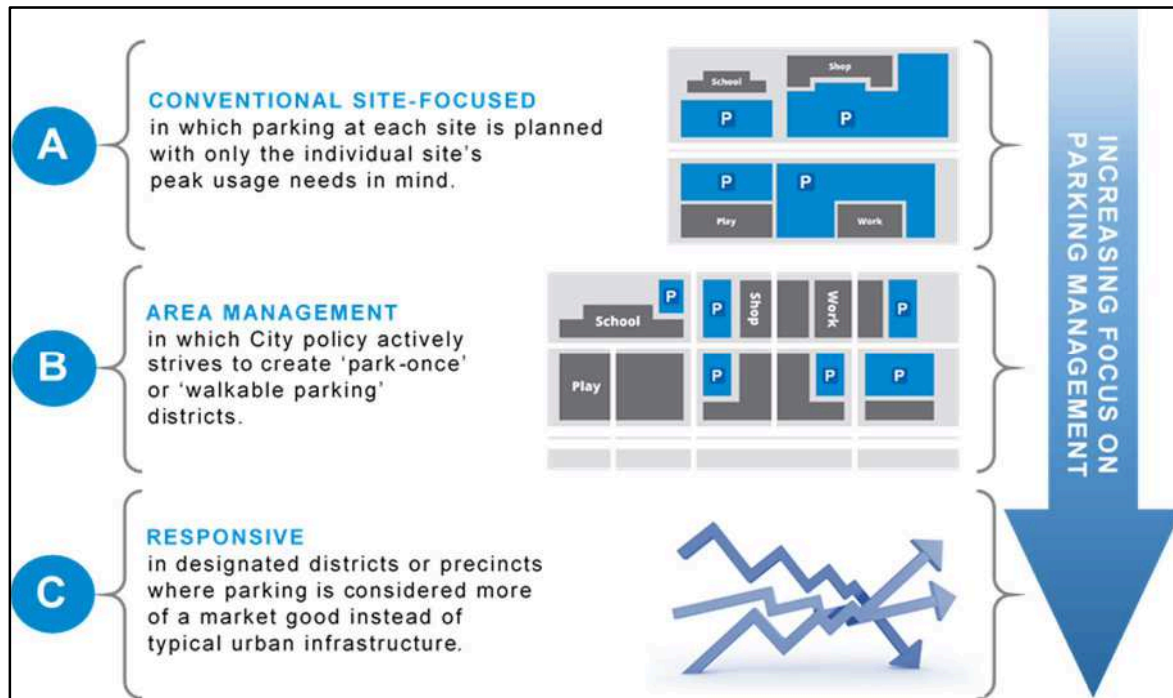 A
CONVENTIONAL SITE-FOCUSED
in which parking at each site is planned
with only the individual site's
peak usage needs in mind.
School
Shop
P
P
P
P
Play
Work
B
AREA MANAGEMENT
in which City policy actively
strives to create 'park-once'
or 'walkable parking'
districts.
P
School
P
Shop
Work
P
Play
P
P
P
C
RESPONSIVE
in designated districts or precincts
where parking is considered more
of a market good instead of
typical urban infrastructure.
INCREASING FOCUS ON
PARKING MANAGEMENT